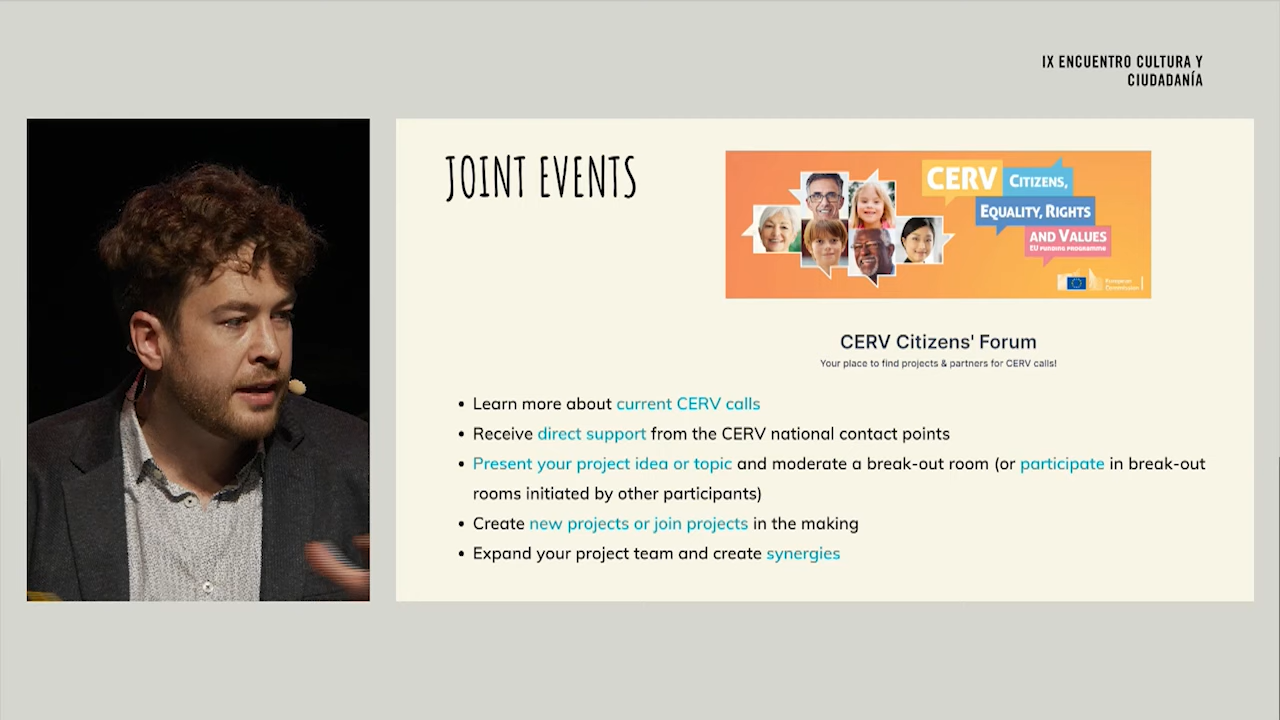 IX ENCUENTRO CULTURA Y
CIUDADANÍA
JOINT EVENTS
CERV CITIZENS,
EQUALITY, RIGHTS
AND VALUES
EU FUNDING PROGRAMME
European
Commission
CERV Citizens' Forum
Your place to find projects & partners for CERV calls!
• Learn more about current CERV calls
• Receive direct support from the CERV national contact points
• Present your project idea or topic and moderate a break-out room (or participate in break-out
rooms initiated by other participants)
• Create new projects or join projects in the making
• Expand your project team and create synergies